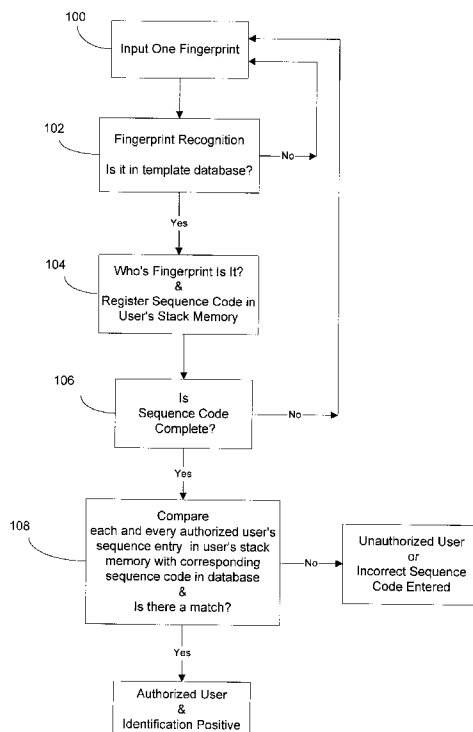 100
Input One Fingerprint
102
Fingerprint Recognition
Is it in template database?
No
Yes
104
Who's Fingerprint Is It?
&
Register Sequence Code in
User's Stack Memory
106
Is
Sequence Code
Complete?
No
Yes
108
Compare
each and every authorized user's
sequence entry in user's stack
memory with corresponding
sequence code in database
&
Is there a match?
No
Unauthorized User
or
Incorrect Sequence
Code Entered
Yes
Authorized User
&
Identification Positive